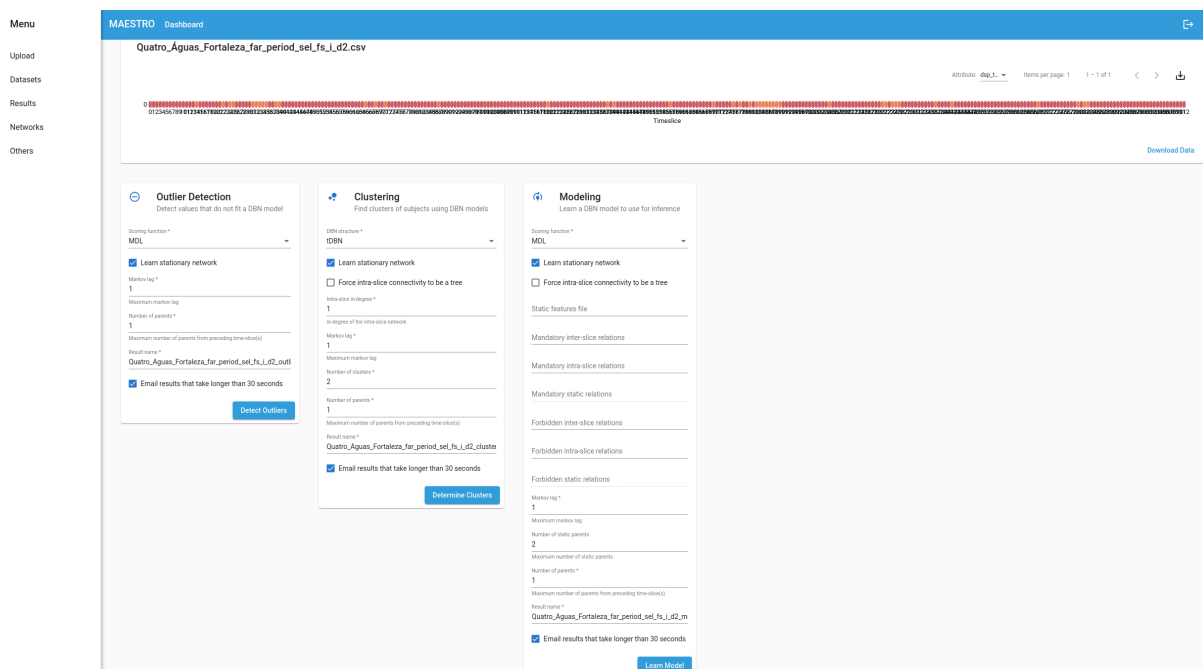 Menu
Upload
Datasets
Results
Networks
Others
MAESTRO Dashboard
Quatro_Águas_Fortaleza_far_period_sel_fs_i_d2.csv
Attribute: dsp_t... Items per page: 1 1 – 1 of 1
0
Timeslice
Download Data
Outlier Detection
Detect values that do not fit a DBN model
Scoring function *
MDL
Learn stationary network
Markov lag *
1
Maximum markov lag
Number of parents *
1
Maximum number of parents from preceding time-slice(s)
Result name *
Quatro_Aguas_Fortaleza_far_period_sel_fs_i_d2_outli
Email results that take longer than 30 seconds
Detect Outliers
Clustering
Find clusters of subjects using DBN models
DBN structure *
tDBN
Learn stationary network
Force intra-slice connectivity to be a tree
Intra-slice in-degree *
1
In-degree of the intra-slice network
Markov lag *
1
Maximum markov lag
Number of clusters *
2
Number of parents *
1
Maximum number of parents from preceding time-slice(s)
Result name *
Quatro_Aguas_Fortaleza_far_period_sel_fs_i_d2_cluster
Email results that take longer than 30 seconds
Determine Clusters
Modeling
Learn a DBN model to use for inference
Scoring function *
MDL
Learn stationary network
Force intra-slice connectivity to be a tree
Static features file
Mandatory inter-slice relations
Mandatory intra-slice relations
Mandatory static relations
Forbidden inter-slice relations
Forbidden intra-slice relations
Forbidden static relations
Markov lag *
1
Maximum markov lag
Number of static parents
2
Maximum number of static parents
Number of parents *
1
Maximum number of parents from preceding time-slice(s)
Result name *
Quatro_Aguas_Fortaleza_far_period_sel_fs_i_d2_m
Email results that take longer than 30 seconds
Learn Model